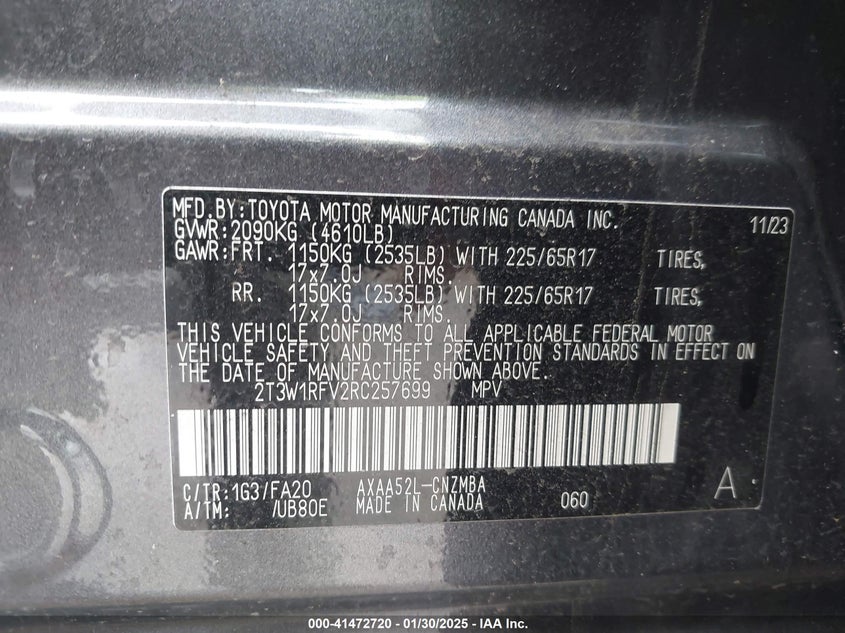 MFD.BY:TOYOTA MOTOR MANUFACTURING CANADA INC. 11/23
GVWR:2090KG (4610LB)
GAWR:FRT. 1150KG (2535LB) WITH 225/65R17 TIRES,
17x7.0J RIMS.
RR. 1150KG (2535LB) WITH 225/65R17 TIRES,
17x7.0J RIMS.
THIS VEHICLE CONFORMS TO ALL APPLICABLE FEDERAL MOTOR
VEHICLE SAFETY AND THEFT PREVENTION STANDARDS IN EFFECT ON
THE DATE OF MANUFACTURE SHOWN ABOVE.
2T3W1RFV2RC257699 MPV
C/TR:1G3/FA20 AXAA52L-CNZMBA
A/TM: /UB80E MADE IN CANADA 060 A
000-41472720 - 01/30/2025 - IAA Inc.